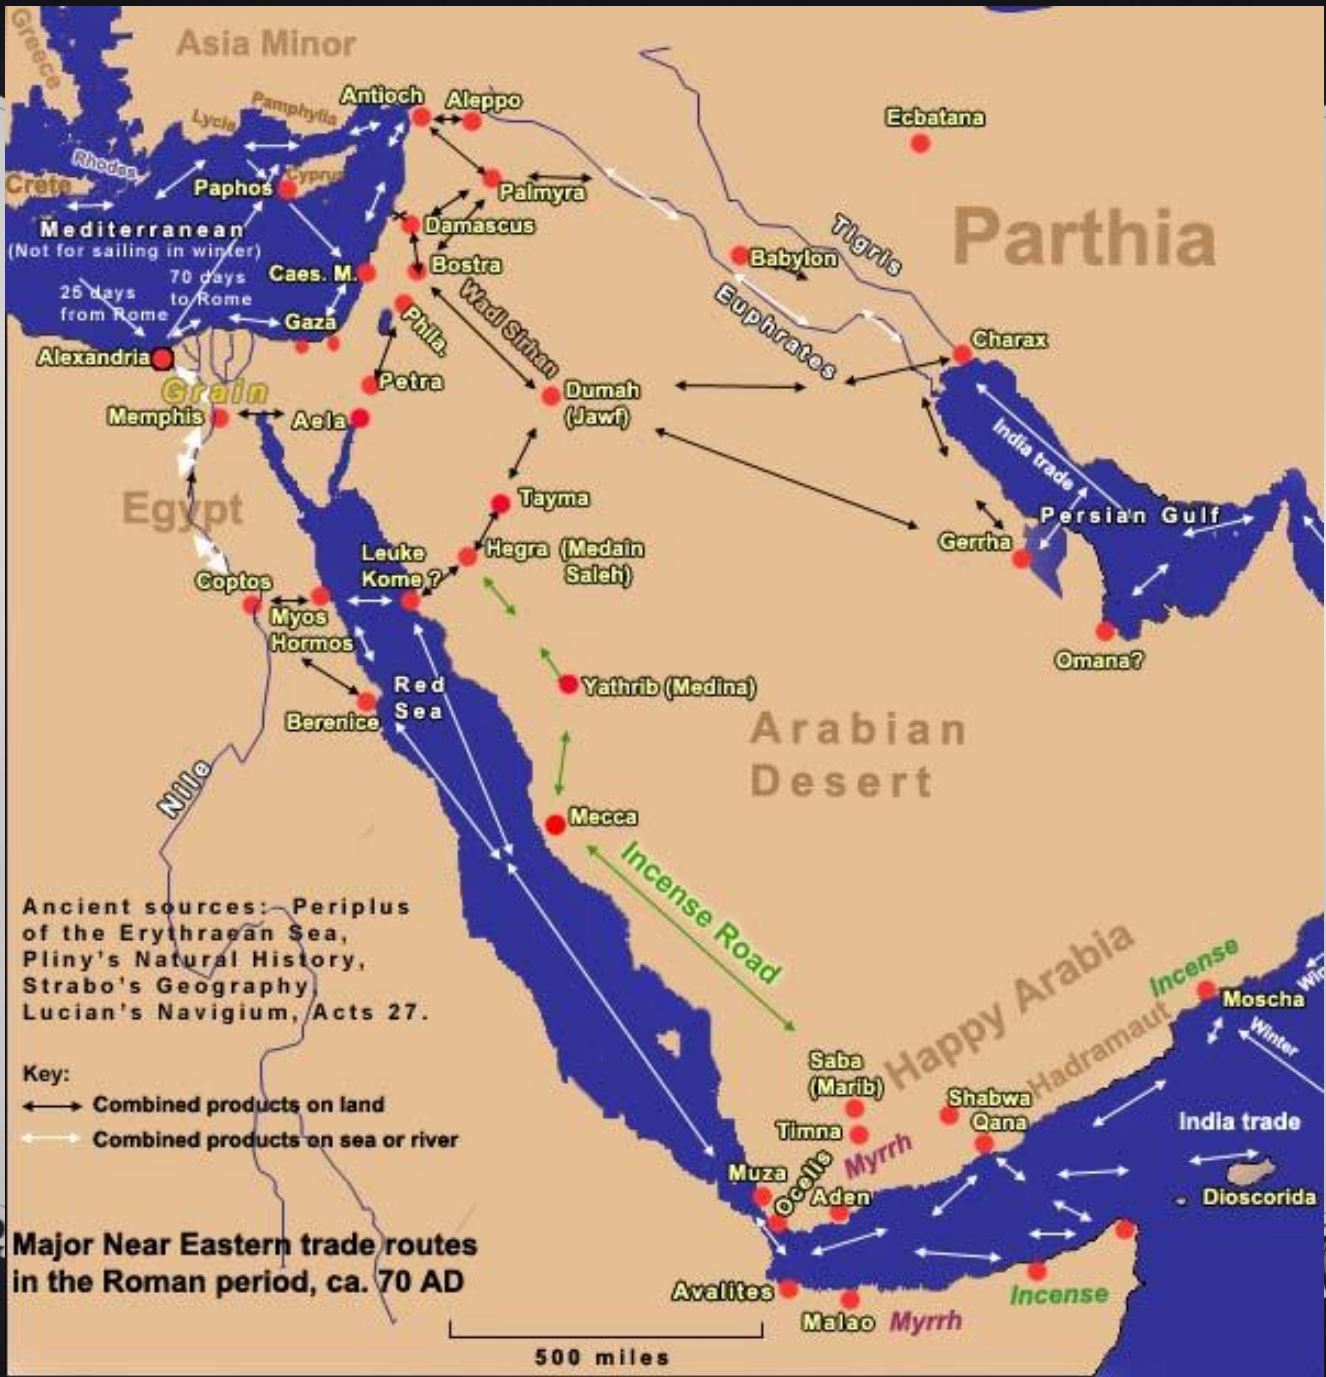 Greece
Asia Minor
Antioch
Aleppo
Pamphylia
Lycia
Ecbatana
Rhodes
Crete
Cyprus
Paphos
Palmyra
Parthia
Mediterranean
(Not for sailing in winter)
Damascus
Tigris
Babylon
Bostra
Caes. M.
70 days
to Rome
25 days
from Rome
Euphrates
Wadi Sirhan
Gaza
Phila.
Charax
Alexandria
Grain
Petra
Dumah
(Jawf)
Memphis
Aela
India trade
Egypt
Tayma
Persian Gulf
Gerrha
Leuke
Kome ?
Hegra (Medain
Saleh)
Coptos
Myos
Hormos
Omana?
Red
Sea
Yathrib (Medina)
Berenice
Arabian
Desert
Nile
Mecca
Incense Road
Ancient sources: Periplus
of the Erythraean Sea,
Pliny's Natural History,
Strabo's Geography,
Lucian's Navigium, Acts 27.
Happy Arabia
Incense
Moscha
Hadramaut
Winter
Key:
Combined products on land
Combined products on sea or river
Saba
(Marib)
Shabwa
Qana
Timna
Myrrh
India trade
Muza
Ocelis
Aden
Dioscorida
Major Near Eastern trade routes
in the Roman period, ca. 70 AD
Avalites
Malao
Myrrh
Incense
500 miles